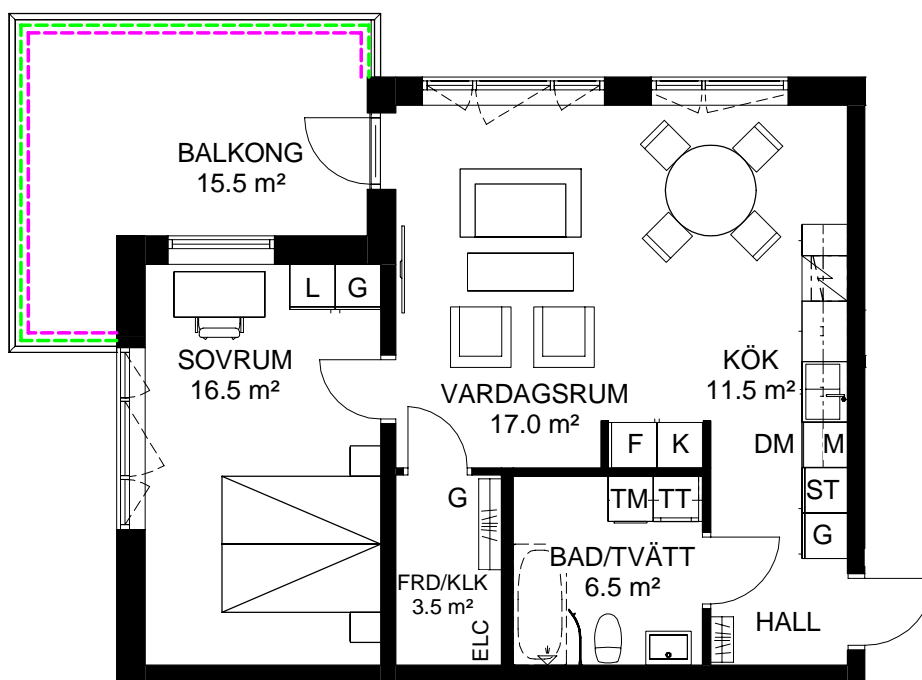 BALKONG
15.5 m²
L
G
SOVRUM
16.5 m²
VARDAGSRUM
17.0 m²
KÖK
11.5 m²
F
K
DM
M
ST
G
G
TM
TT
BAD/TVÄTT
6.5 m²
FRD/KLK
3.5 m²
ELC
HALL